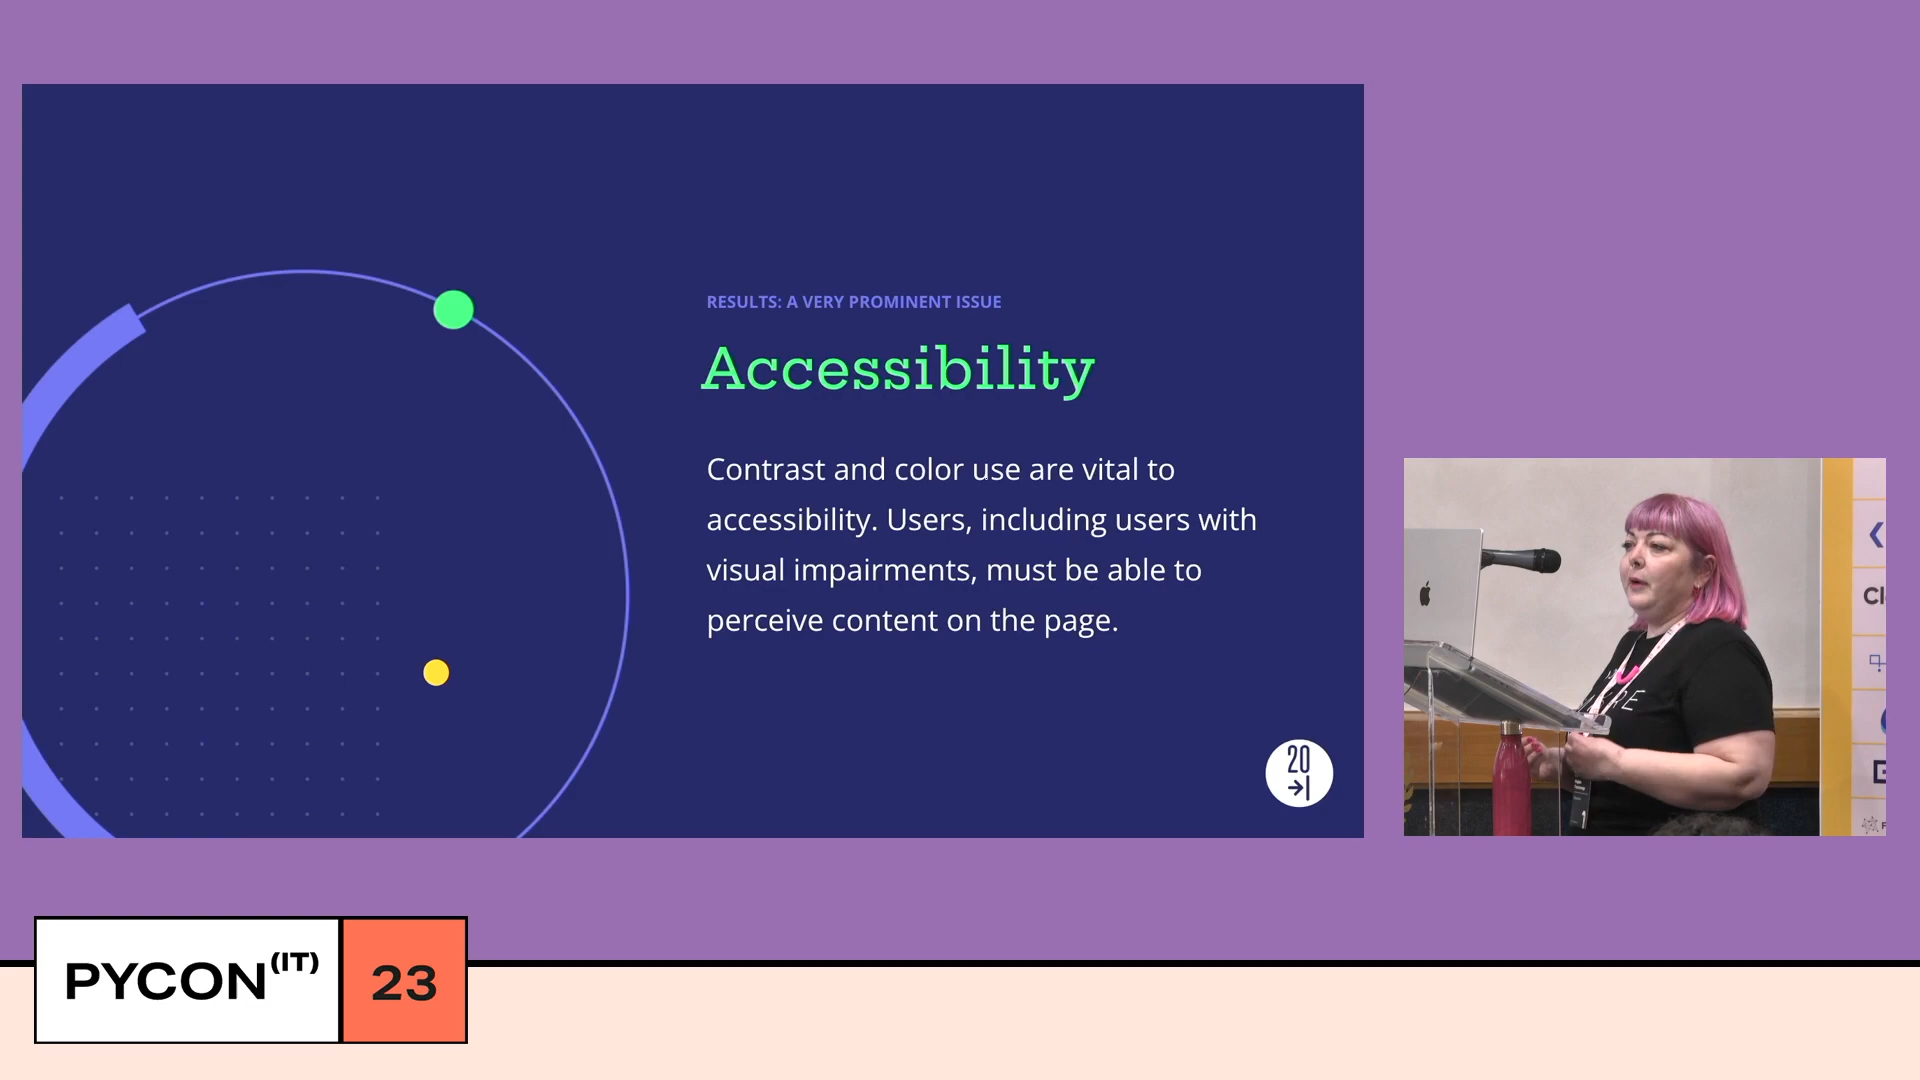 RESULTS: A VERY PROMINENT ISSUE
Accessibility
Contrast and color use are vital to
accessibility. Users, including users with
visual impairments, must be able to
perceive content on the page.
20
PYCON(IT) 23